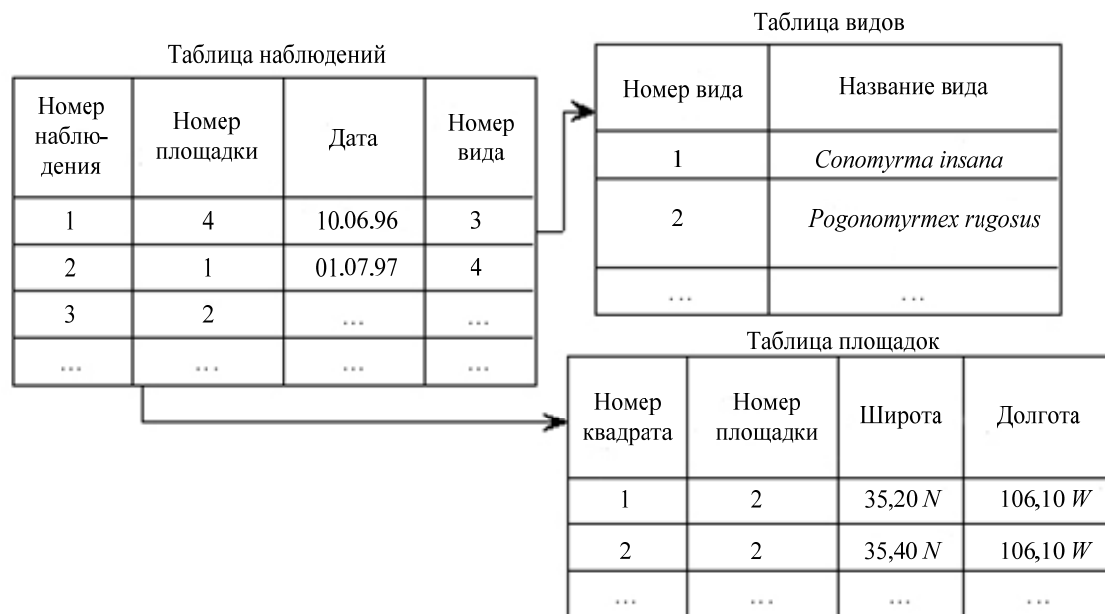 Таблица наблюдений
Номер наблю-дения Номер площадки Дата Номер вида
1 4 10.06.96 3
2 1 01.07.97 4
3 2 ... ...
... ... ... ...
Таблица видов
Номер вида Название вида
1 Conomyrma insana
2 Pogonomyrmex rugosus
... ...
Таблица площадок
Номер квадрата Номер площадки Широта Долгота
1 2 35,20 N 106,10 W
2 2 35,40 N 106,10 W
... ... ... ...